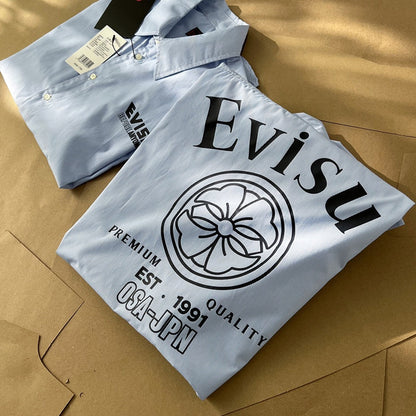 EVISU
Evisu
PREMIUM
QUALITY
EST · 1991
OSA-JPN